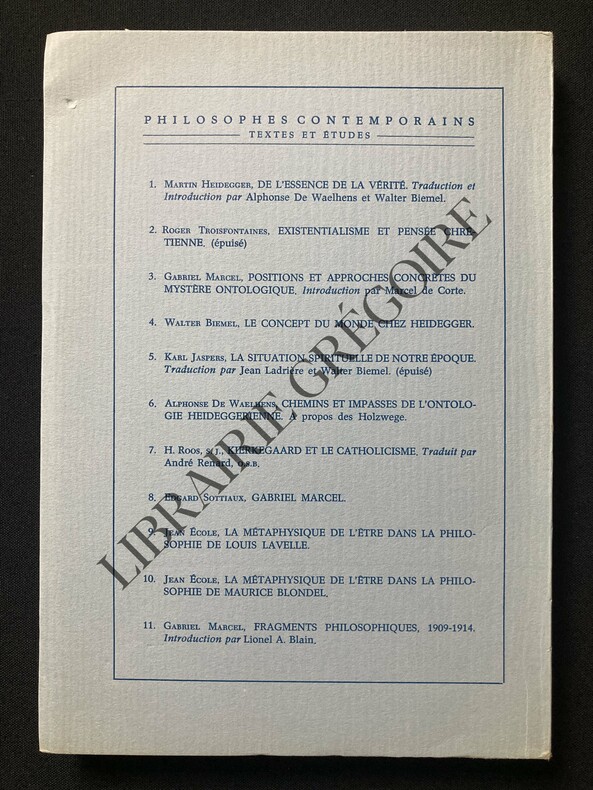 PHILOSOPHES CONTEMPORAINS
TEXTES ET ÉTUDES
1. Martin Heidegger, DE L'ESSENCE DE LA VÉRITÉ. Traduction et
Introduction par Alphonse De Waelhens et Walter Biemel.
2. Roger Troisfontaines, EXISTENTIALISME ET PENSÉE CHRÉ-
TIENNE. (épuisé)
3. Gabriel Marcel, POSITIONS ET APPROCHES CONCRÈTES DU
MYSTÈRE ONTOLOGIQUE. Introduction par Marcel de Corte.
4. Walter Biemel, LE CONCEPT DU MONDE CHEZ HEIDEGGER.
5. Karl Jaspers, LA SITUATION SPIRITUELLE DE NOTRE ÉPOQUE.
Traduction par Jean Ladrière et Walter Biemel. (épuisé)
6. Alphonse De Waelhens, CHEMINS ET IMPASSES DE L'ONTOLO-
GIE HEIDEGGERIENNE. A propos des Holzwege.
7. H. Roos, s.j., KIERKEGAARD ET LE CATHOLICISME. Traduit par
André Renard, o.s.b.
8. Edgard Sottiaux, GABRIEL MARCEL.
9. Jean École, LA MÉTAPHYSIQUE DE L'ÊTRE DANS LA PHILO-
SOPHIE DE LOUIS LAVELLE.
10. Jean École, LA MÉTAPHYSIQUE DE L'ÊTRE DANS LA PHILO-
SOPHIE DE MAURICE BLONDEL.
11. Gabriel Marcel, FRAGMENTS PHILOSOPHIQUES, 1909-1914.
Introduction par Lionel A. Blain.
LIBRAIRIE GRÉGOIRE